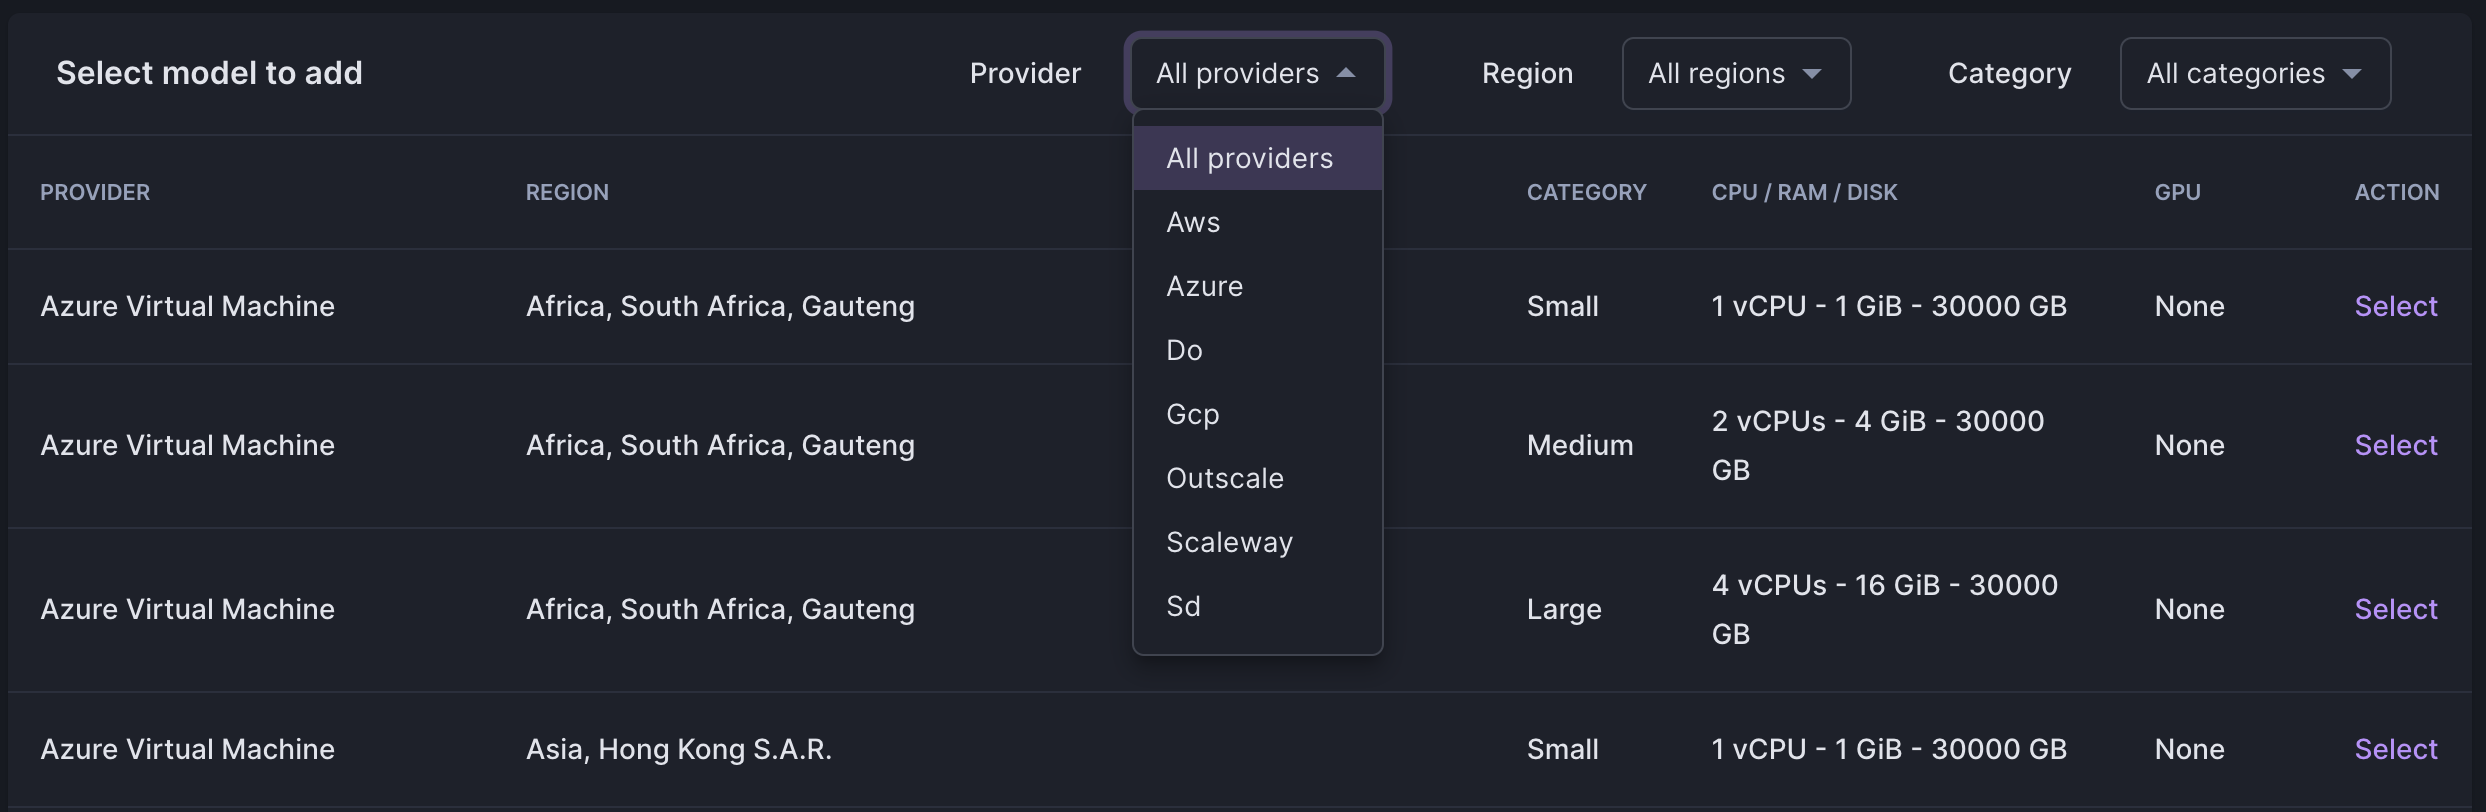 Select model to add
Provider
All providers
Region
All regions
Category
All categories
All providers
Aws
Azure
Do
Gcp
Outscale
Scaleway
Sd
PROVIDER
REGION
CATEGORY
CPU / RAM / DISK
GPU
ACTION
Azure Virtual Machine
Africa, South Africa, Gauteng
Small
1 vCPU - 1 GiB - 30000 GB
None
Select
Azure Virtual Machine
Africa, South Africa, Gauteng
Medium
2 vCPUs - 4 GiB - 30000
GB
None
Select
Azure Virtual Machine
Africa, South Africa, Gauteng
Large
4 vCPUs - 16 GiB - 30000
GB
None
Select
Azure Virtual Machine
Asia, Hong Kong S.A.R.
Small
1 vCPU - 1 GiB - 30000 GB
None
Select